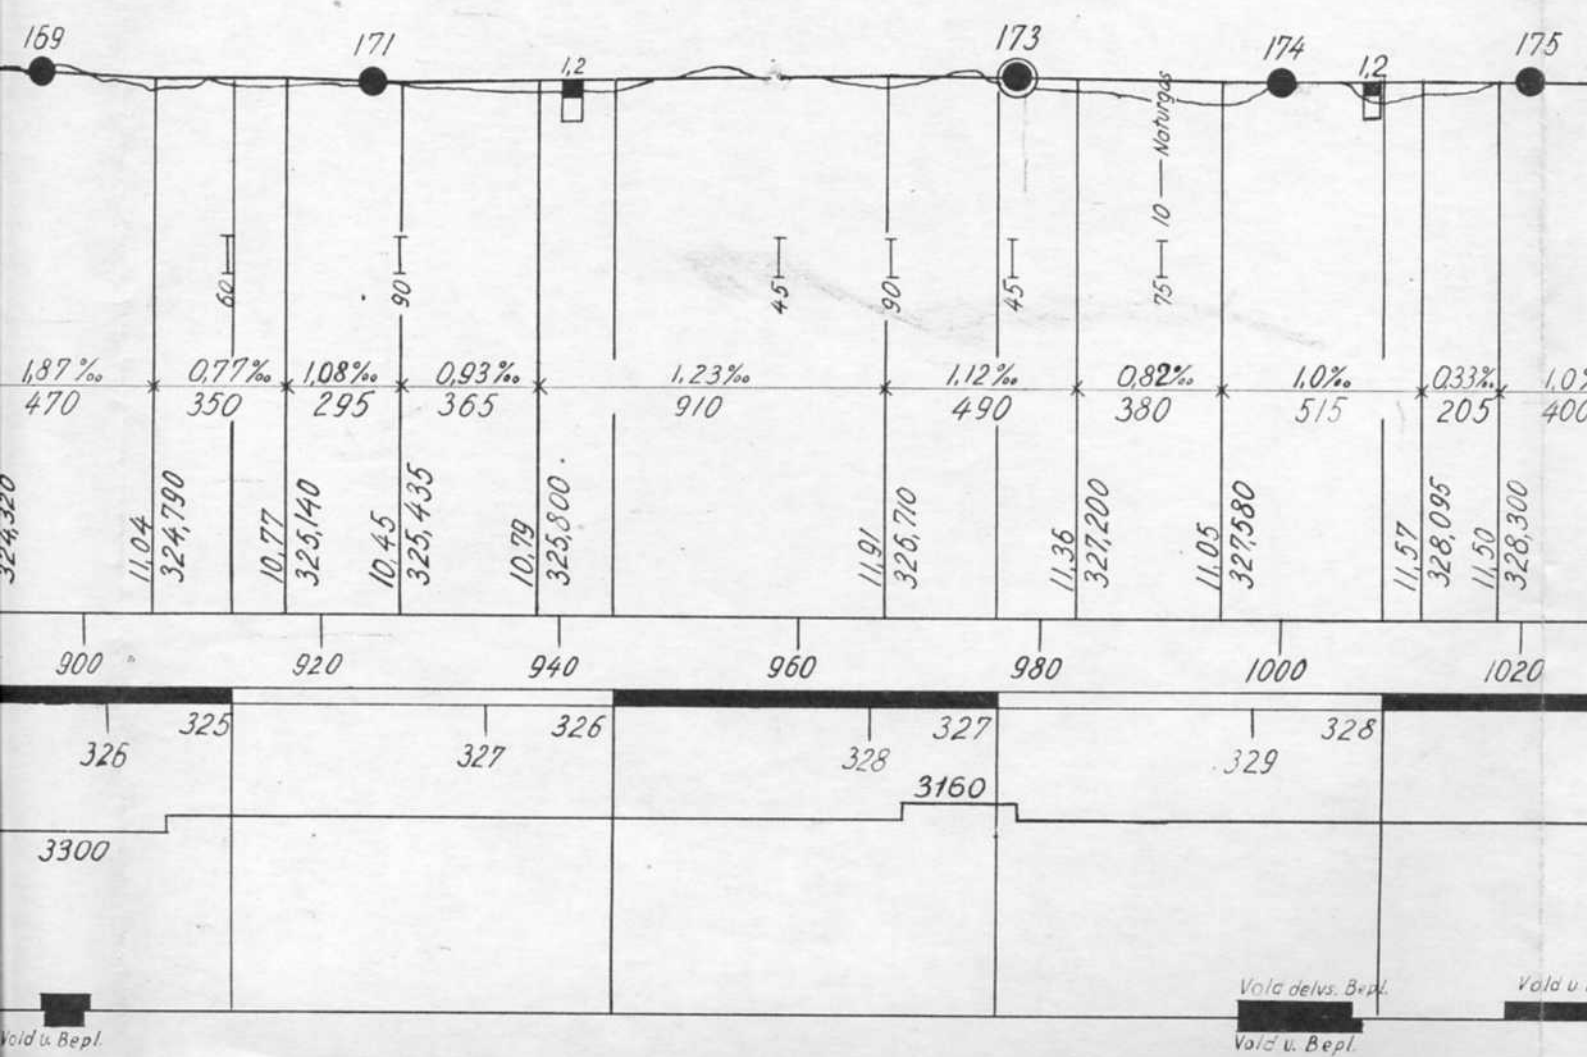 169 171 1,2 173 174 1,2 175
10 — Naturgas
60 90 45 90 45 75
1,87‰ 0,77‰ 1,08‰ 0,93‰ 1,23‰ 1,12‰ 0,82‰ 1,0‰ 0,33‰ 1,0
470 350 295 365 910 490 380 515 205 400
324,320 11,04 324,790 10,77 325,140 10,45 325,435 10,79 325,800 11,91 326,710 11,36 327,200 11,05 327,580 11,57 328,095 11,50 328,300
900 920 940 960 980 1000 1020
325 326 327 328
326 327 328 329
3160
3300
Vold delvs. Bepl. Vold u.
Vold u. Bepl. Vold u. Bepl.